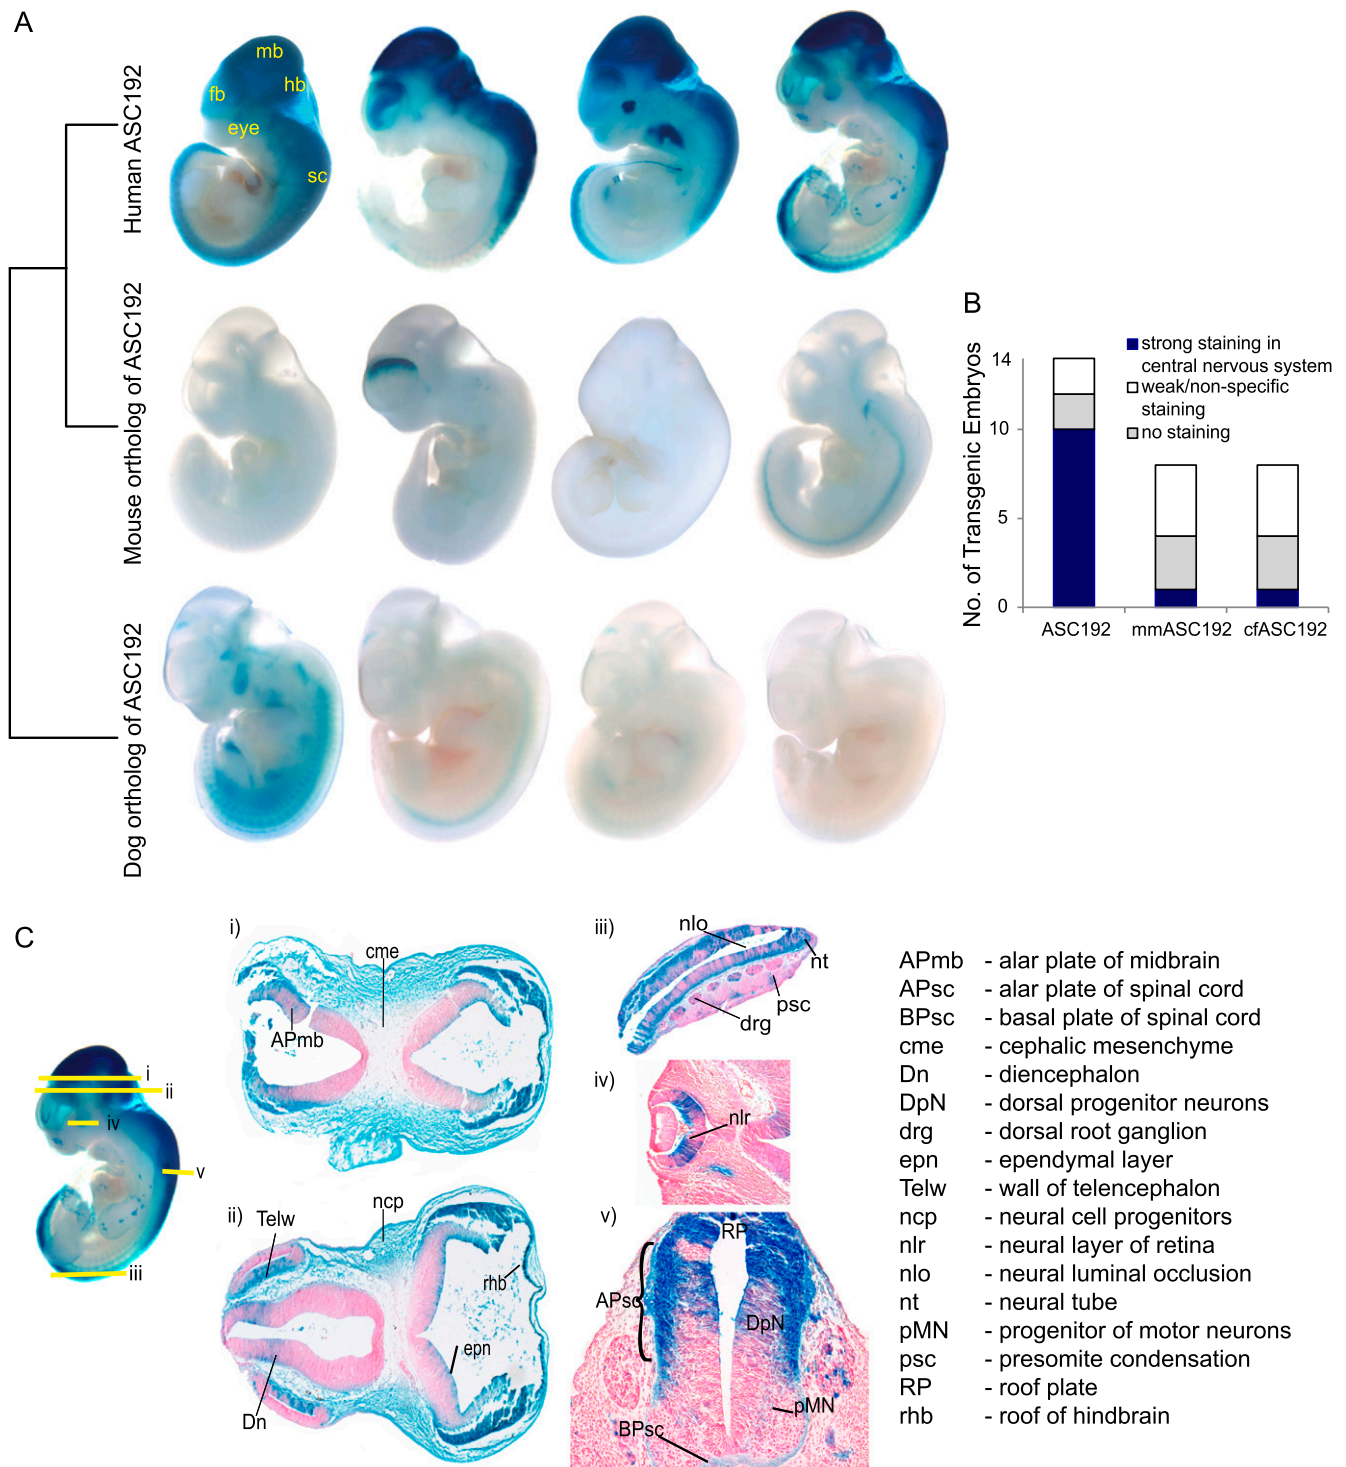 A
Human ASC192
mb
hb
fb
eye
sc
Mouse ortholog of ASC192
Dog ortholog of ASC192
B
No. of Transgenic Embryos
14
10
5
0
strong staining in
central nervous system
weak/non-specific
staining
no staining
ASC192
mmASC192
cfASC192
C
i
ii
iv
v
iii
i)
cme
APmb
ii)
Telw
ncp
rhb
epn
Dn
iii)
nlo
nt
psc
drg
iv)
nlr
v)
RP
APsc
DpN
pMN
BPsc
APmb - alar plate of midbrain
APsc - alar plate of spinal cord
BPsc - basal plate of spinal cord
cme - cephalic mesenchyme
Dn - diencephalon
DpN - dorsal progenitor neurons
drg - dorsal root ganglion
epn - ependymal layer
Telw - wall of telencephalon
ncp - neural cell progenitors
nlr - neural layer of retina
nlo - neural luminal occlusion
nt - neural tube
pMN - progenitor of motor neurons
psc - presomite condensation
RP - roof plate
rhb - roof of hindbrain